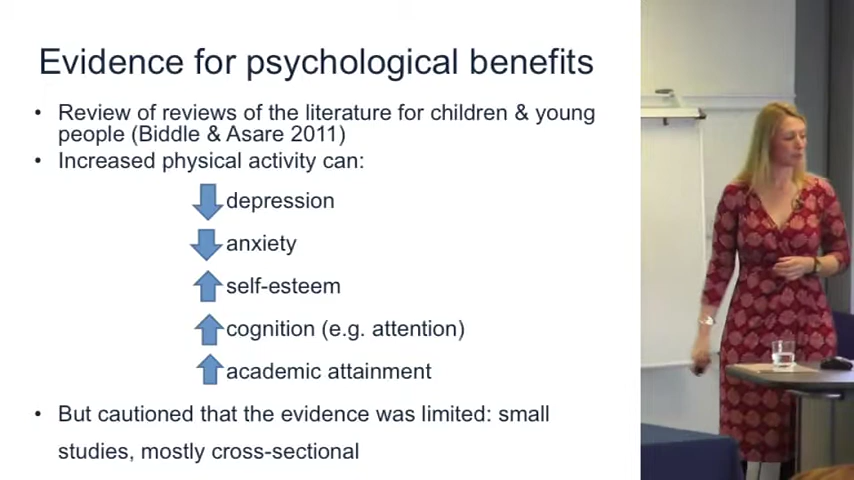 Evidence for psychological benefits
• Review of reviews of the literature for children & young
people (Biddle & Asare 2011)
• Increased physical activity can:
depression
anxiety
self-esteem
cognition (e.g. attention)
academic attainment
• But cautioned that the evidence was limited: small
studies, mostly cross-sectional